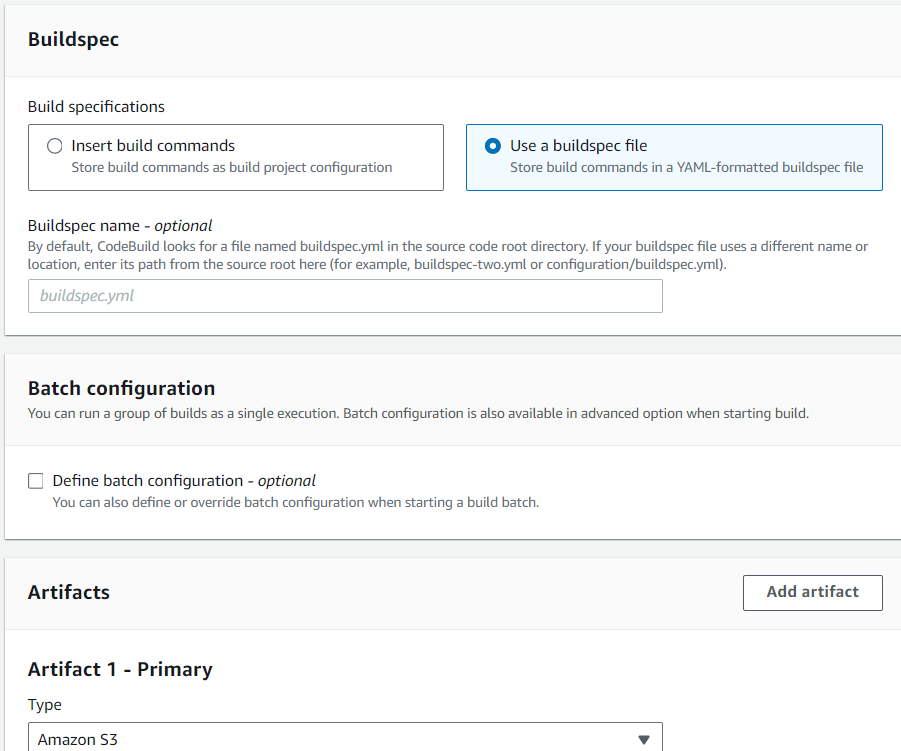 Buildspec
Build specifications
Insert build commands
Store build commands as build project configuration
Use a buildspec file
Store build commands in a YAML-formatted buildspec file
Buildspec name - optional
By default, CodeBuild looks for a file named buildspec.yml in the source code root directory. If your buildspec file uses a different name or
location, enter its path from the source root here (for example, buildspec-two.yml or configuration/buildspec.yml).
buildspec.yml
Batch configuration
You can run a group of builds as a single execution. Batch configuration is also available in advanced option when starting build.
Define batch configuration - optional
You can also define or override batch configuration when starting a build batch.
Artifacts
Add artifact
Artifact 1 - Primary
Type
Amazon S3